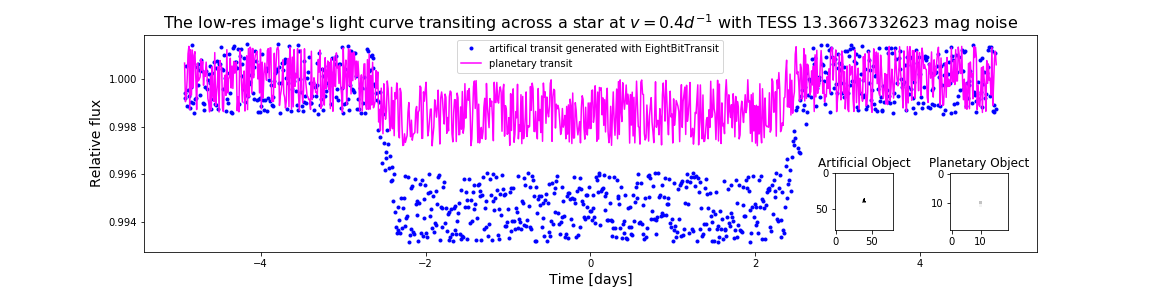 The low-res image's light curve transiting across a star at v = 0.4d⁻¹ with TESS 13.3667332623 mag noise
artifical transit generated with EightBitTransit
planetary transit
Relative flux
1.000
0.998
0.996
0.994
Artificial Object
Planetary Object
0
50
0
50
0
10
0
10
−4
−2
0
2
4
Time [days]